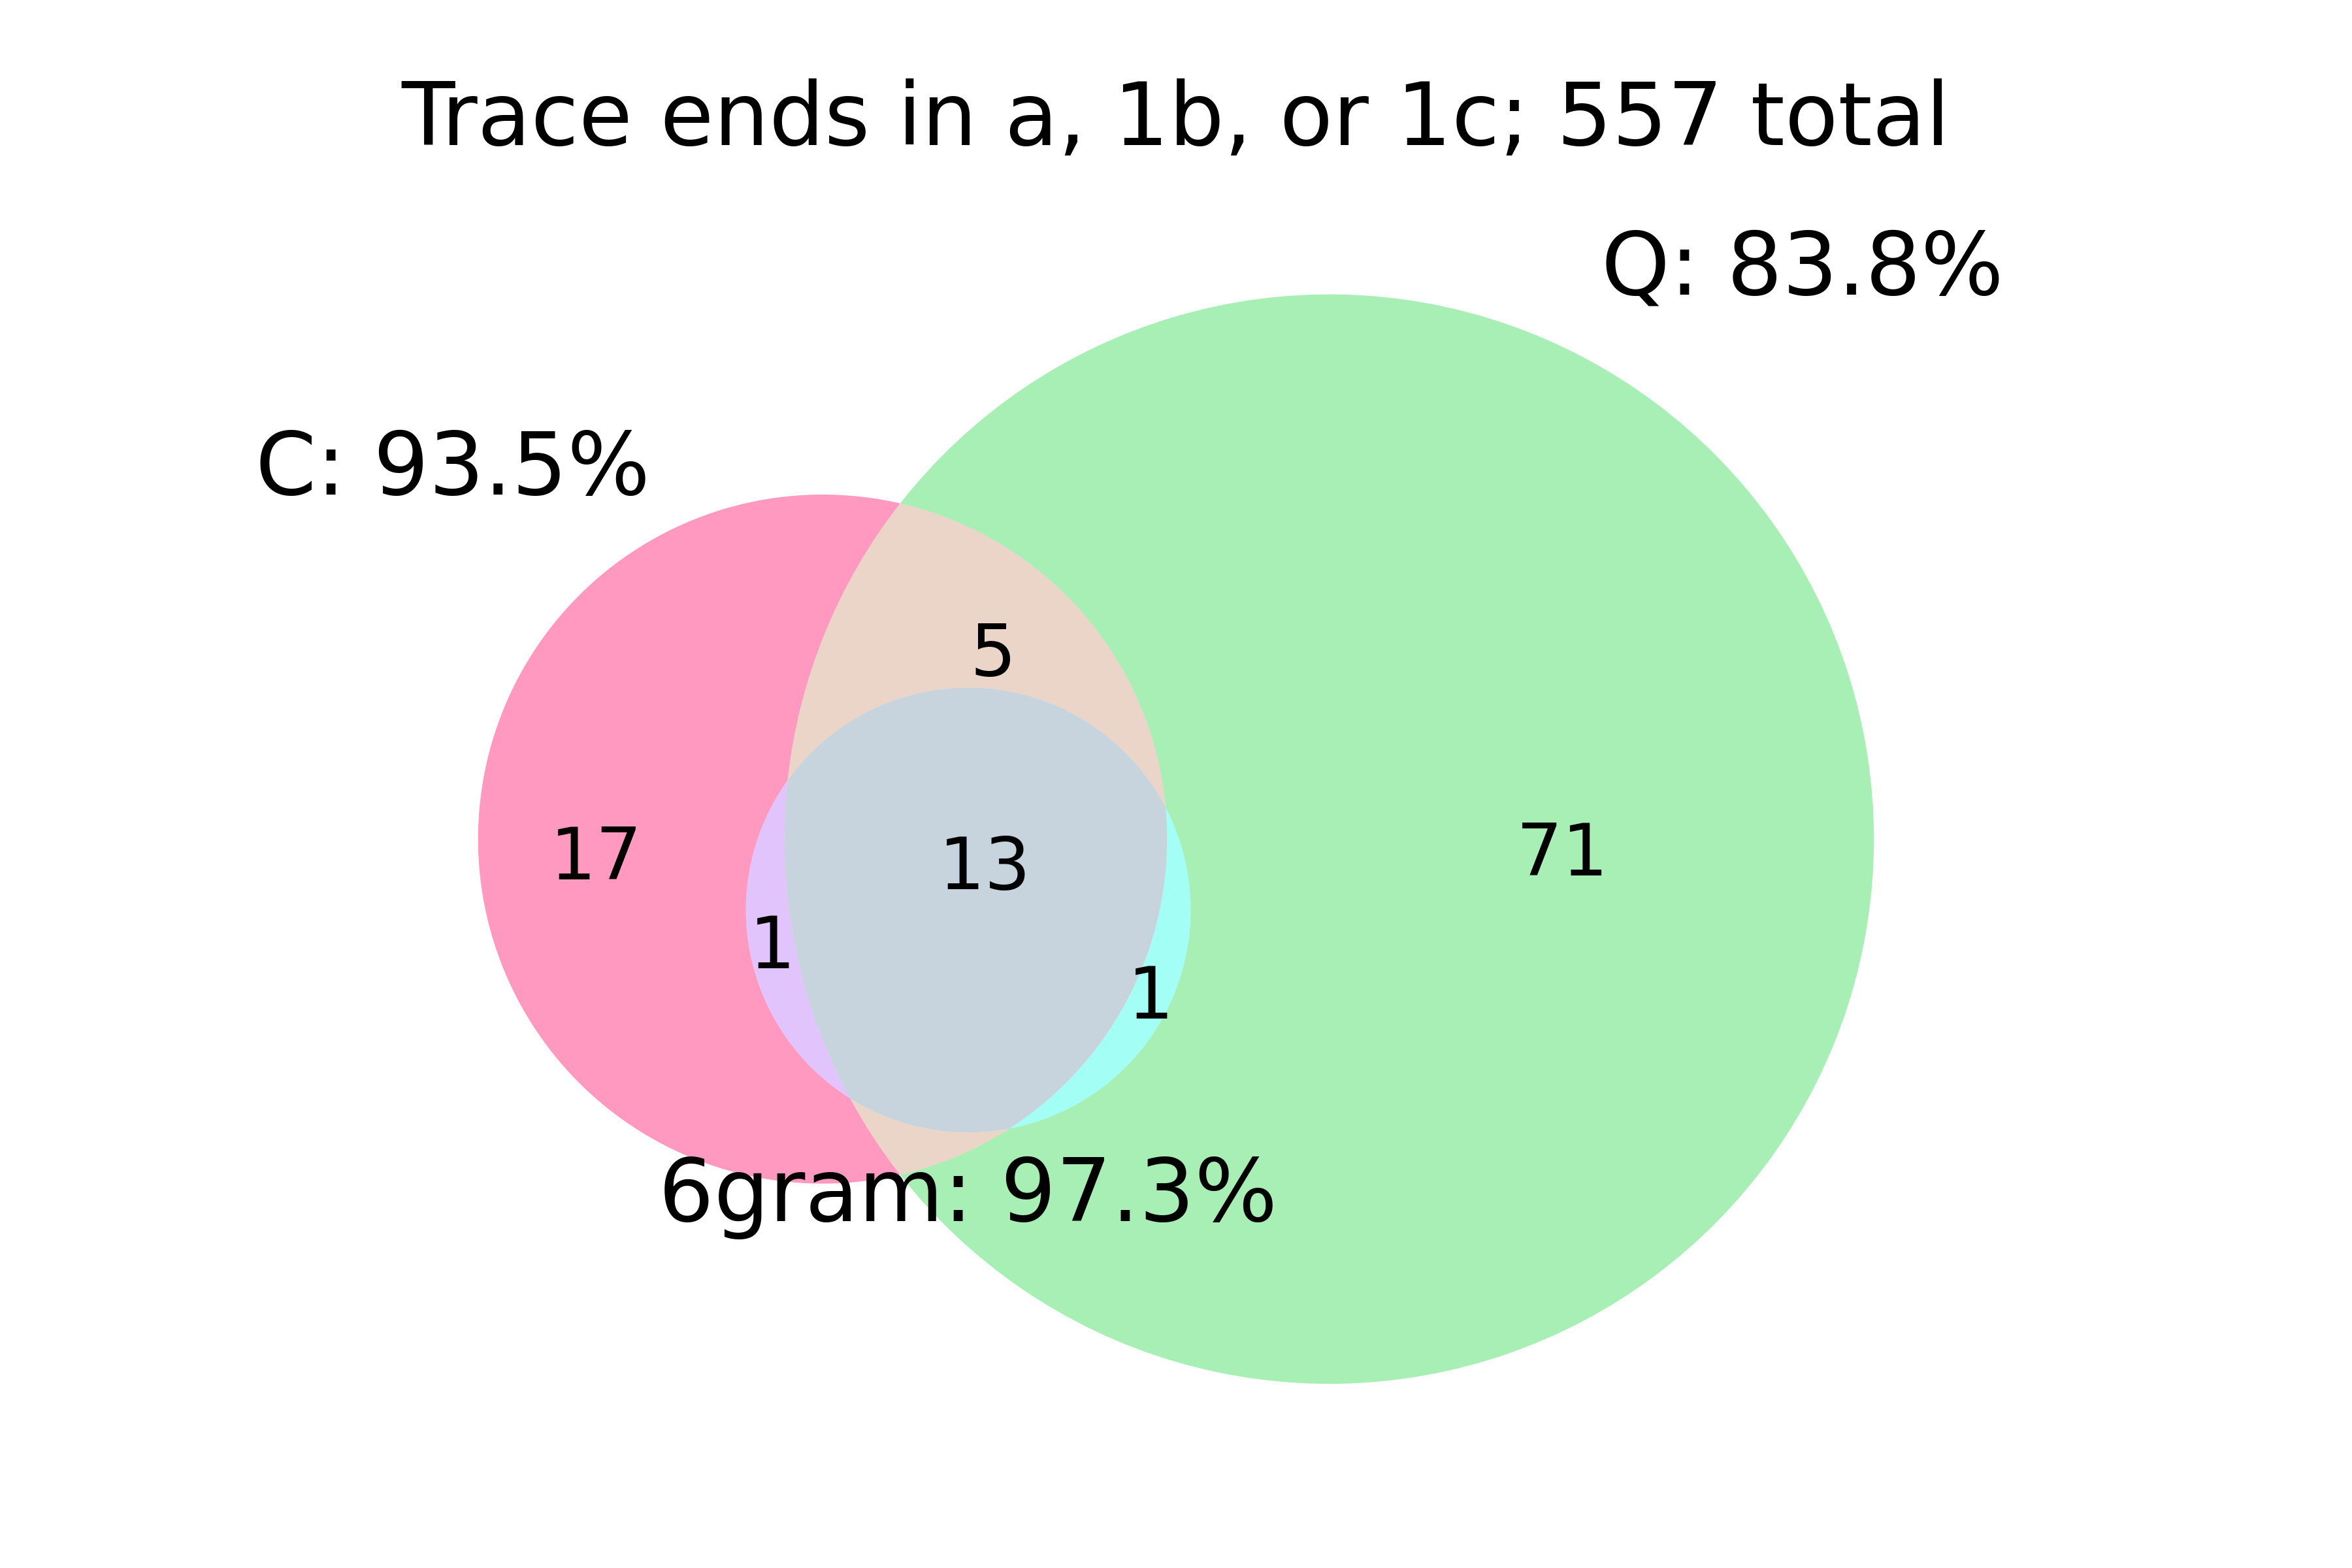 Trace ends in a, 1b, or 1c; 557 total
Q: 83.8%
C: 93.5%
5
17
13
71
1
1
6gram: 97.3%